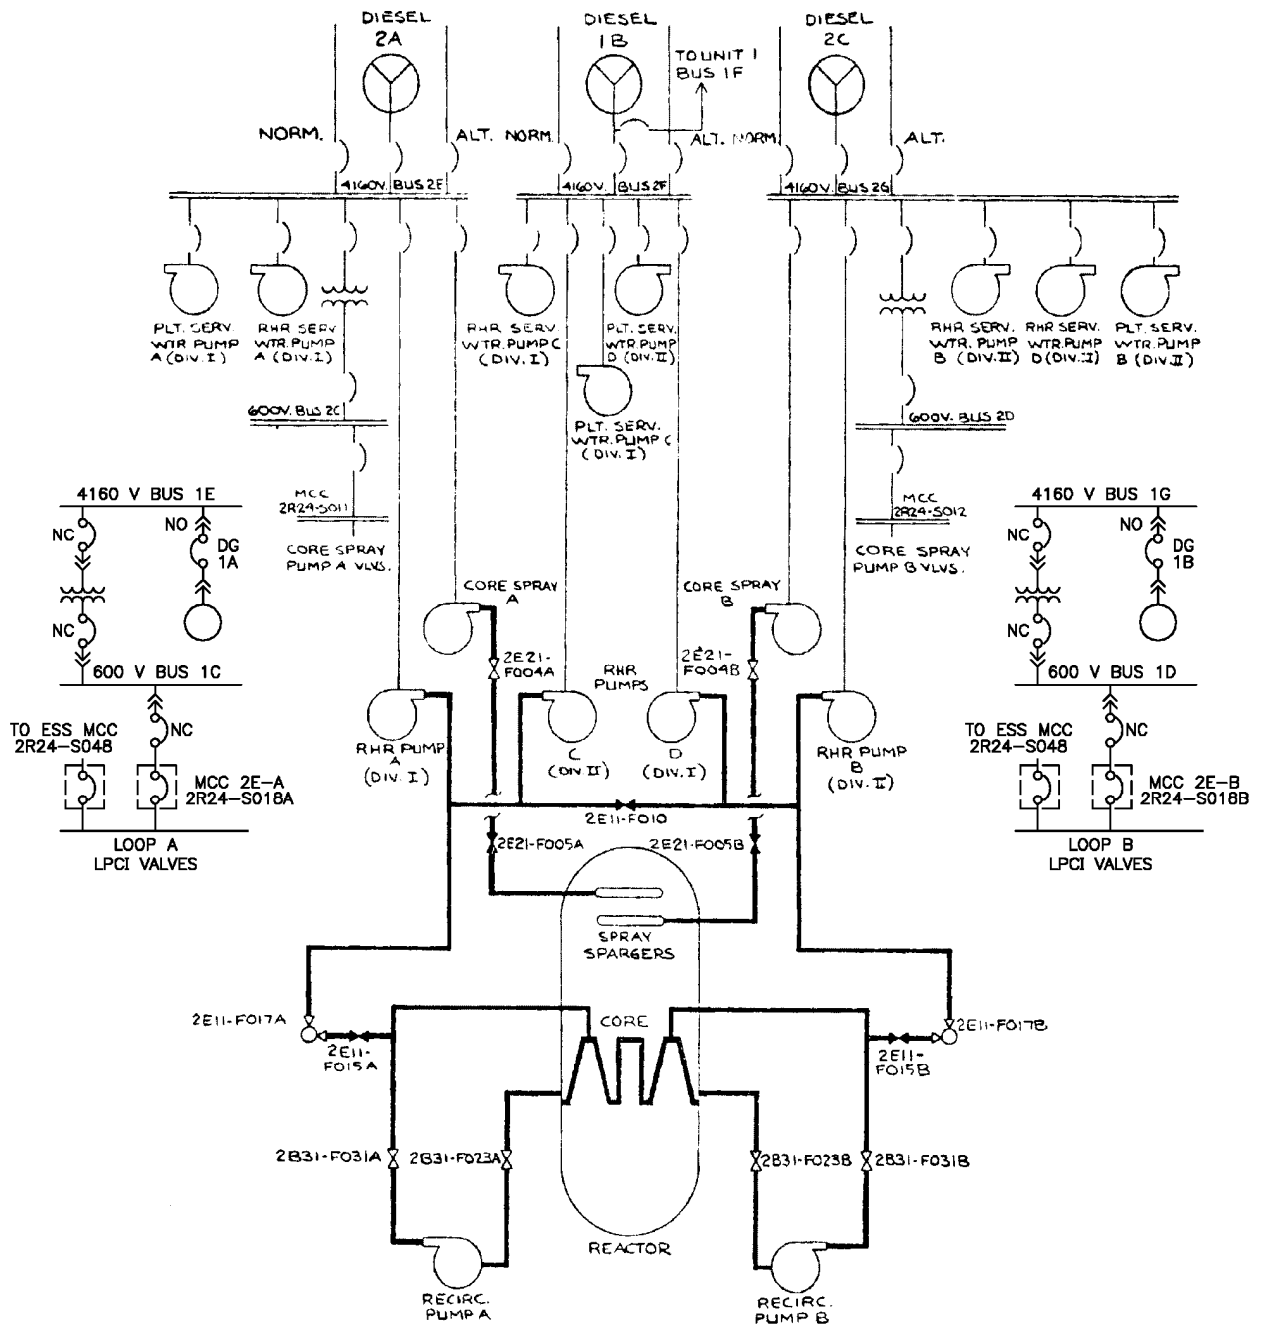 DIESEL
2A
DIESEL
1B
DIESEL
2C
TO UNIT 1
BUS 1F
NORM.
ALT.
NORM.
ALT.
NORM.
ALT.
4160V. BUS 2E
4160V. BUS 2F
4160V. BUS 2G
PLT. SERV.
WTR. PUMP
A (DIV. I)
RHR SERV.
WTR. PUMP
A (DIV. I)
RHR SERV.
WTR. PUMP C
(DIV. I)
PLT. SERV.
WTR. PUMP
D (DIV. II)
RHR SERV.
WTR. PUMP
B (DIV. II)
RHR SERV.
WTR. PUMP
D (DIV. II)
PLT. SERV.
WTR. PUMP
B (DIV. II)
PLT. SERV.
WTR. PUMP C
(DIV. I)
600V. BUS 2C
600V. BUS 2D
MCC
2R24-S011
MCC
2R24-S012
CORE SPRAY
PUMP A VLVS.
CORE SPRAY
PUMP B VLVS.
4160 V BUS 1E
NC
NO
DG
1A
NC
600 V BUS 1C
TO ESS MCC
2R24-S048
NC
MCC 2E-A
2R24-S018A
LOOP A
LPCI VALVES
4160 V BUS 1G
NC
NO
DG
1B
NC
600 V BUS 1D
TO ESS MCC
2R24-S048
NC
MCC 2E-B
2R24-S018B
LOOP B
LPCI VALVES
CORE SPRAY
A
CORE SPRAY
B
2E21-
F004A
2E21-
F004B
RHR
PUMPS
RHR PUMP
A
(DIV. I)
C
(DIV. II)
D
(DIV. I)
RHR PUMP
B
(DIV. II)
2E11-F010
2E21-F005A
2E21-F005B
SPRAY
SPARGERS
2E11-F017A
2E11-
F015A
CORE
2E11-F017B
2E11-
F015B
2B31-F031A
2B31-F023A
2B31-F023B
2B31-F031B
REACTOR
RECIRC.
PUMP A
RECIRC.
PUMP B